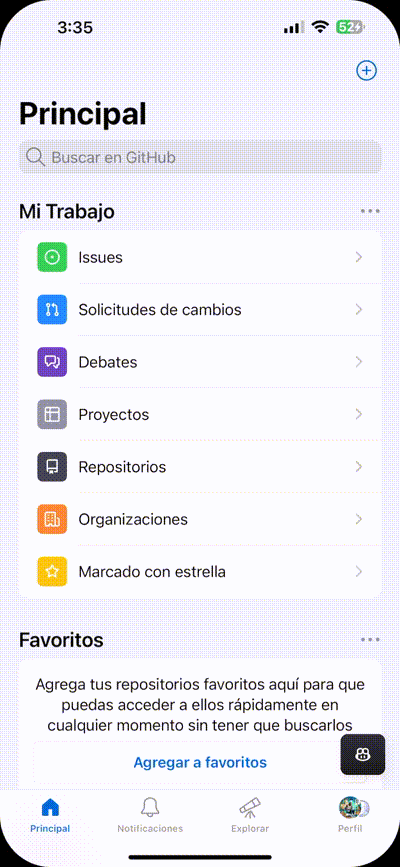 3:35
52
Principal
Buscar en GitHub
Mi Trabajo
Issues
Solicitudes de cambios
Debates
Proyectos
Repositorios
Organizaciones
Marcado con estrella
Favoritos
Agrega tus repositorios favoritos aquí para que
puedas acceder a ellos rápidamente en
cualquier momento sin tener que buscarlos
Agregar a favoritos
Principal
Notificaciones
Explorar
Perfil